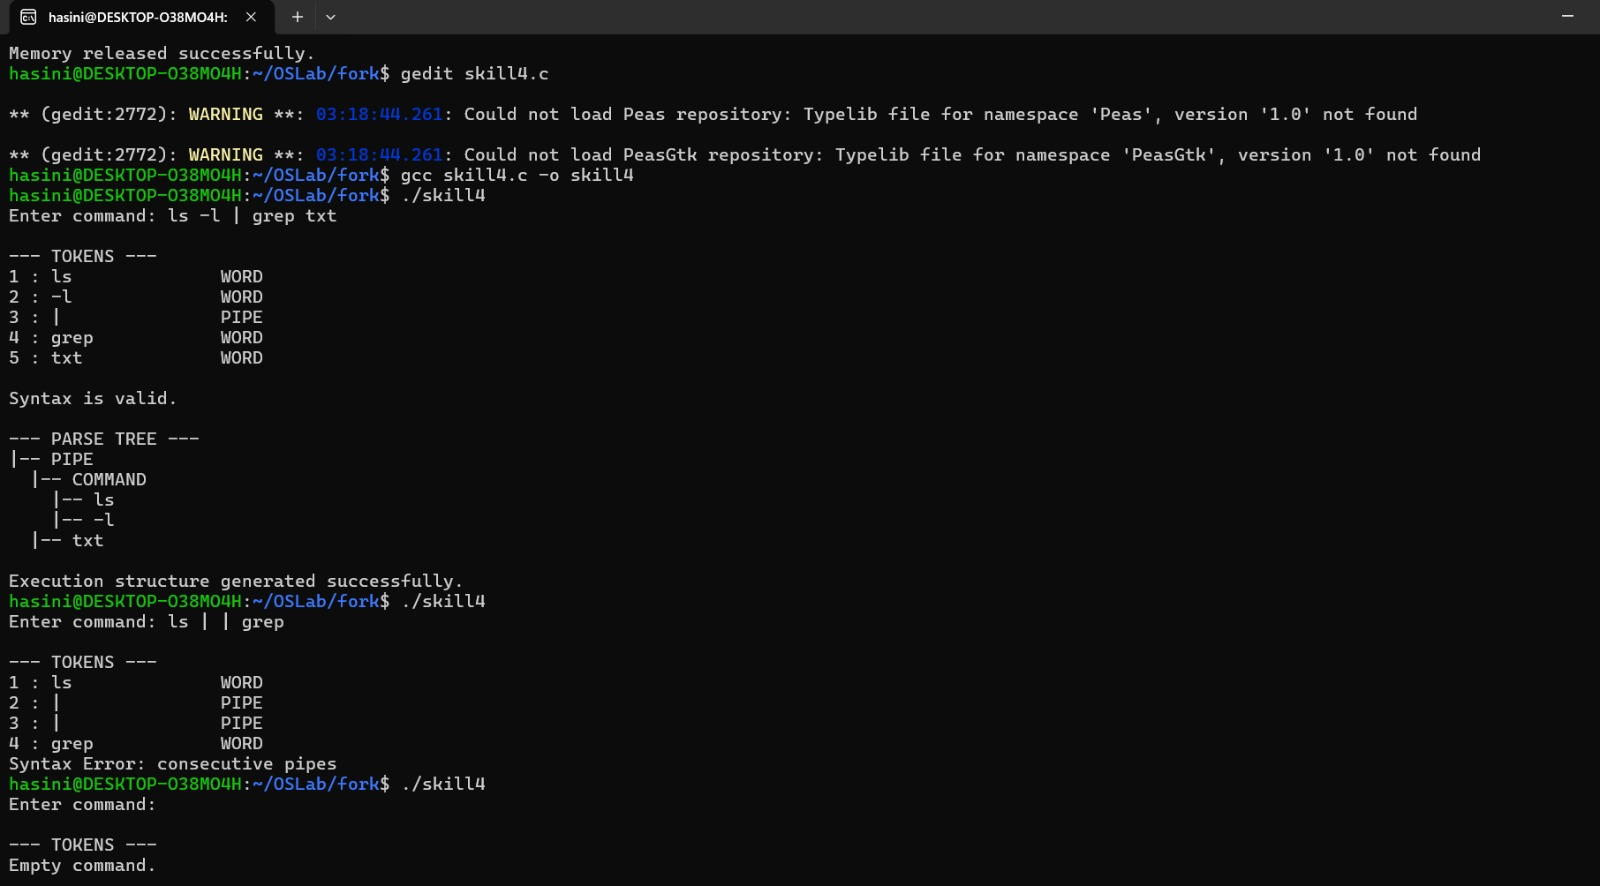 hasini@DESKTOP-O38MO4H:
Memory released successfully.
hasini@DESKTOP-O38MO4H:~/OSLab/fork$ gedit skill4.c
** (gedit:2772): WARNING **: 03:18:44.261: Could not load Peas repository: Typelib file for namespace 'Peas', version '1.0' not found
** (gedit:2772): WARNING **: 03:18:44.261: Could not load PeasGtk repository: Typelib file for namespace 'PeasGtk', version '1.0' not found
hasini@DESKTOP-O38MO4H:~/OSLab/fork$ gcc skill4.c -o skill4
hasini@DESKTOP-O38MO4H:~/OSLab/fork$ ./skill4
Enter command: ls -l | grep txt
--- TOKENS ---
1 : ls               WORD
2 : -l               WORD
3 : |                PIPE
4 : grep             WORD
5 : txt              WORD
Syntax is valid.
--- PARSE TREE ---
|-- PIPE
  |-- COMMAND
    |-- ls
    |-- -l
  |-- txt
Execution structure generated successfully.
hasini@DESKTOP-O38MO4H:~/OSLab/fork$ ./skill4
Enter command: ls | | grep
--- TOKENS ---
1 : ls               WORD
2 : |                PIPE
3 : |                PIPE
4 : grep             WORD
Syntax Error: consecutive pipes
hasini@DESKTOP-O38MO4H:~/OSLab/fork$ ./skill4
Enter command:
--- TOKENS ---
Empty command.